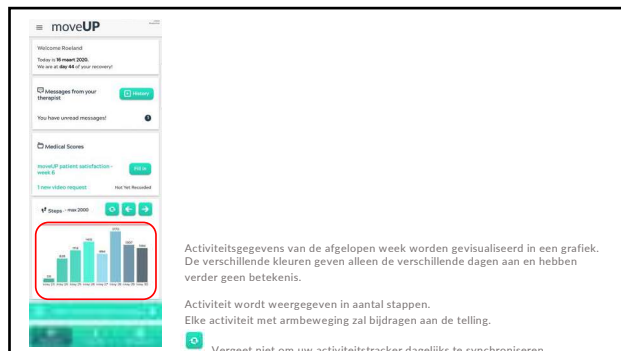 moveUP
Welcome Roeland
Today is 16 meart 2020.
We are at day 44 of your recovery!
Messages from your
therapist
History
You have unread messages!
Medical Scores
moveUP patient satisfaction -
week 6
Fill in
1 new video request
Not Yet Recorded
Steps - max 2000
Activiteitsgegevens van de afgelopen week worden gevisualiseerd in een grafiek.
De verschillende kleuren geven alleen de verschillende dagen aan en hebben
verder geen betekenis.
Activiteit wordt weergegeven in aantal stappen.
Elke activiteit met armbeweging zal bijdragen aan de telling.
Vergeet niet om uw activiteitstracker dagelijks te synchroniseren